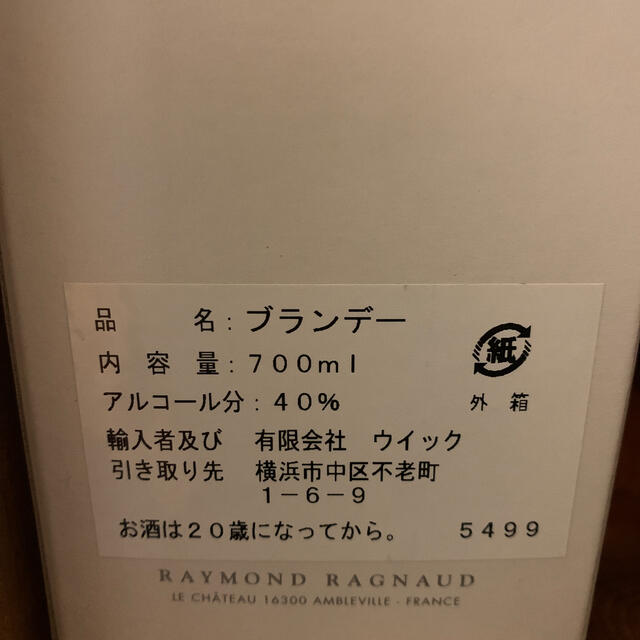 品　名：ブランデー
内　容　量：７００ｍｌ
紙
アルコール分：４０％
外　箱
輸入者及び　有限会社　ウイック
引き取り先　横浜市中区不老町
１－６－９
お酒は２０歳になってから。　５４９９
RAYMOND RAGNAUD
LE CHÂTEAU 16300 AMBLEVILLE - FRANCE